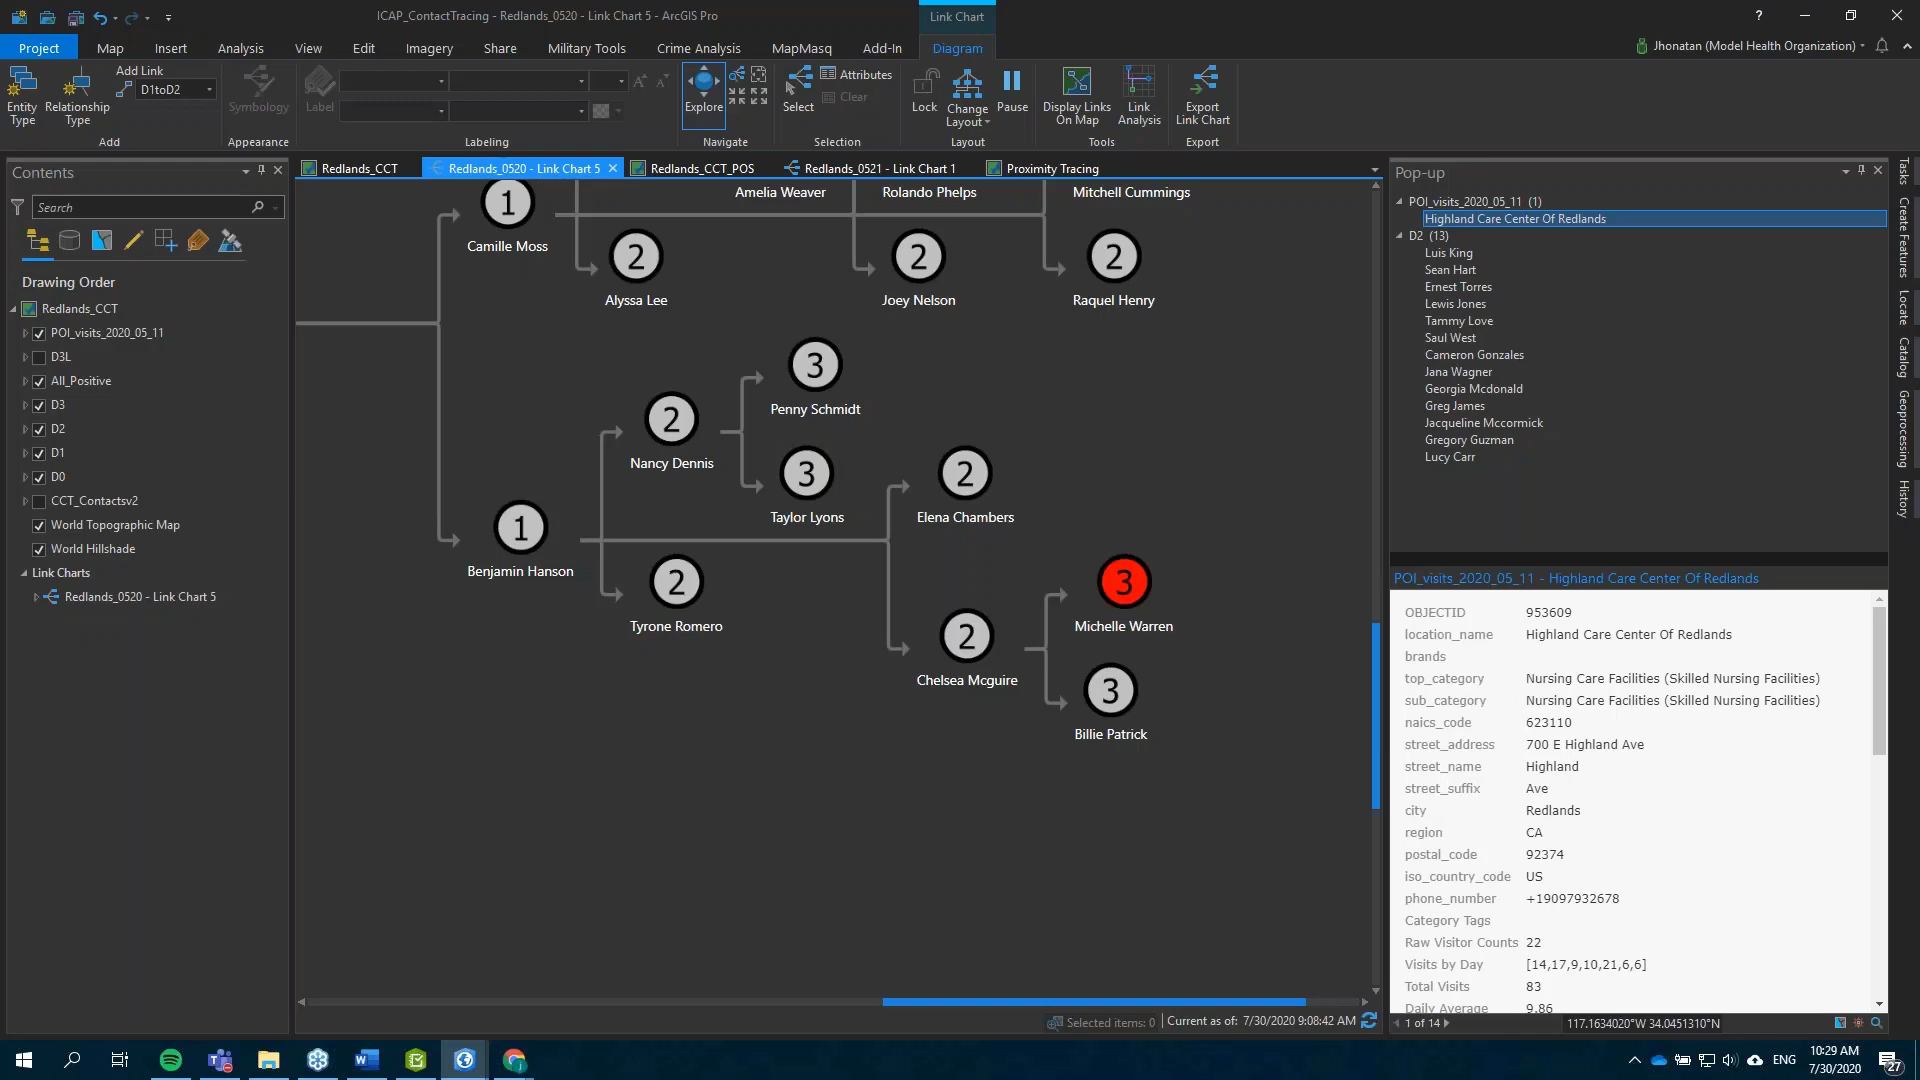 ICAP_ContactTracing - Redlands_0520 - Link Chart 5 - ArcGIS Pro
Link Chart
?
Project Map Insert Analysis View Edit Imagery Share Military Tools Crime Analysis MapMasq Add-In Diagram
Jhonatan (Model Health Organization)
Entity Type
Relationship Type
Add Link
D1toD2
Add
Symbology
Appearance
Label
Labeling
Explore
Navigate
Select
Attributes
Clear
Selection
Lock
Change Layout
Pause
Layout
Display Links On Map
Link Analysis
Tools
Export Link Chart
Export
Contents
Search
Drawing Order
Redlands_CCT
POI_visits_2020_05_11
D3L
All_Positive
D3
D2
D1
D0
CCT_Contactsv2
World Topographic Map
World Hillshade
Link Charts
Redlands_0520 - Link Chart 5
Redlands_CCT
Redlands_0520 - Link Chart 5
Redlands_CCT_POS
Redlands_0521 - Link Chart 1
Proximity Tracing
Amelia Weaver
Rolando Phelps
Mitchell Cummings
1
Camille Moss
2
Alyssa Lee
2
Joey Nelson
2
Raquel Henry
3
Penny Schmidt
2
Nancy Dennis
3
Taylor Lyons
2
Elena Chambers
1
Benjamin Hanson
2
Tyrone Romero
3
Michelle Warren
2
Chelsea Mcguire
3
Billie Patrick
Selected items: 0
Current as of: 7/30/2020 9:08:42 AM
Pop-up
POI_visits_2020_05_11 (1)
Highland Care Center Of Redlands
D2 (13)
Luis King
Sean Hart
Ernest Torres
Lewis Jones
Tammy Love
Saul West
Cameron Gonzales
Jana Wagner
Georgia Mcdonald
Greg James
Jacqueline Mccormick
Gregory Guzman
Lucy Carr
POI_visits_2020_05_11 - Highland Care Center Of Redlands
OBJECTID 953609
location_name Highland Care Center Of Redlands
brands
top_category Nursing Care Facilities (Skilled Nursing Facilities)
sub_category Nursing Care Facilities (Skilled Nursing Facilities)
naics_code 623110
street_address 700 E Highland Ave
street_name Highland
street_suffix Ave
city Redlands
region CA
postal_code 92374
iso_country_code US
phone_number +19097932678
Category Tags
Raw Visitor Counts 22
Visits by Day [14,17,9,10,21,6,6]
Total Visits 83
Daily Average 9.86
1 of 14
117.1634020°W 34.0451310°N
Tasks
Create Features
Locate
Catalog
Geoprocessing
History
ENG
10:29 AM
7/30/2020
27